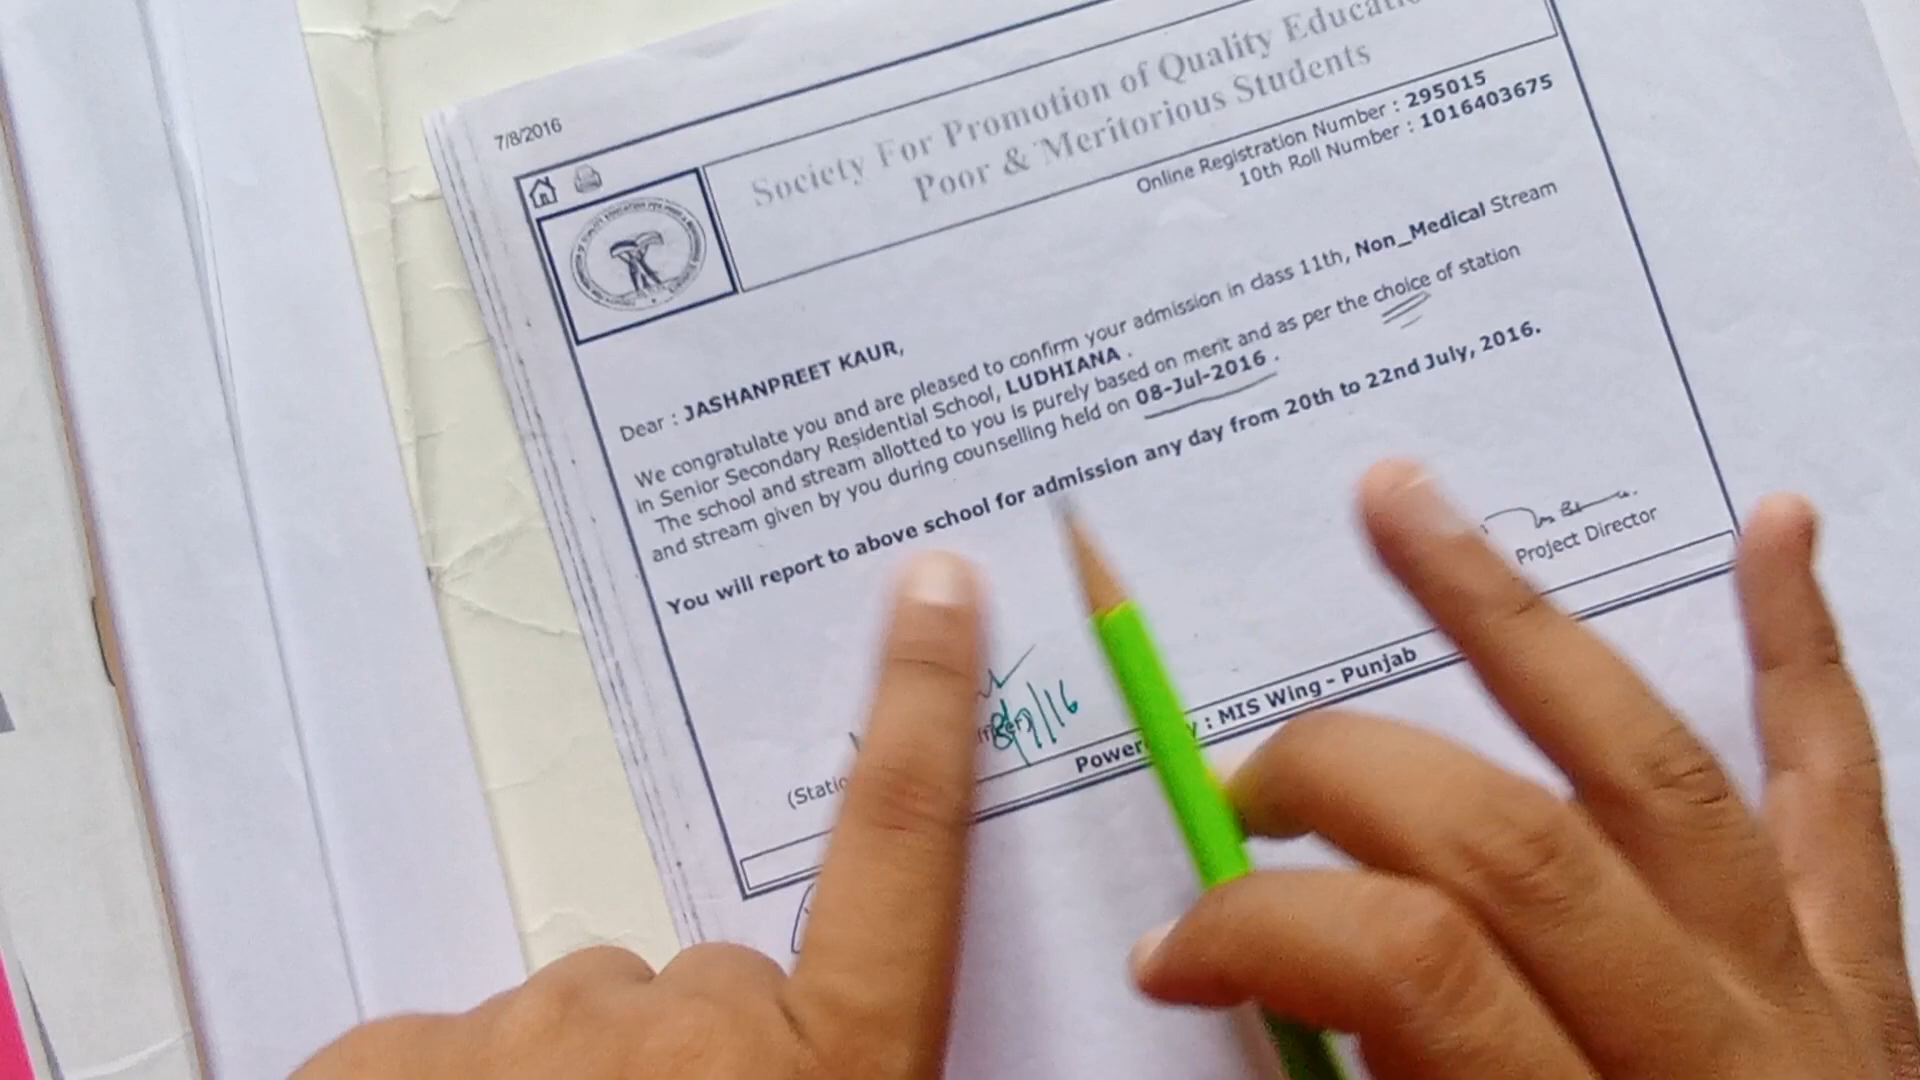 7/8/2016
Society For Promotion of Quality
Poor & Meritorious Students
Online Registration Number : 295015
10th Roll Number : 1016403675
Dear : JASHANPREET KAUR,
We congratulate you and are pleased to confirm your admission in class 11th, Non_Medical Stream
in Senior Secondary Residential School, LUDHIANA .
The school and stream allotted to you is purely based on merit and as per the choice of station
and stream given by you during counselling held on 08-Jul-2016 .
You will report to above school for admission any day from 20th to 22nd July, 2016.
Project Director
8/7/16
: MIS Wing - Punjab